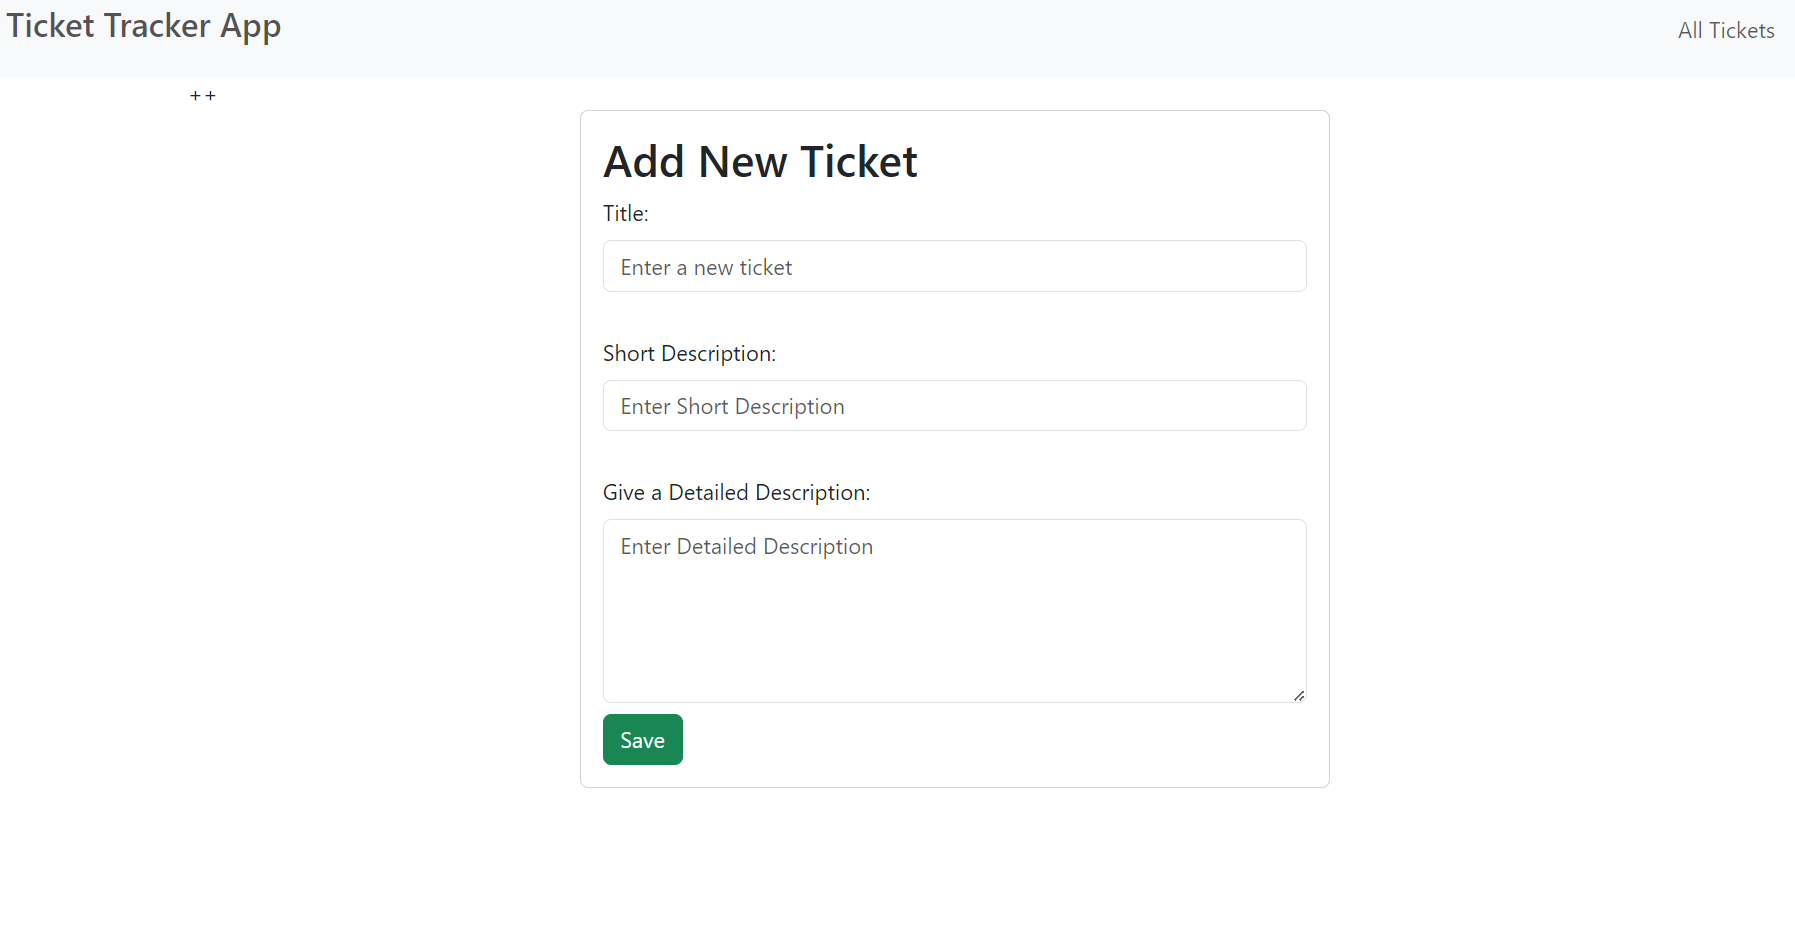 Ticket Tracker App
All Tickets
++
Add New Ticket
Title:
Enter a new ticket
Short Description:
Enter Short Description
Give a Detailed Description:
Enter Detailed Description
Save